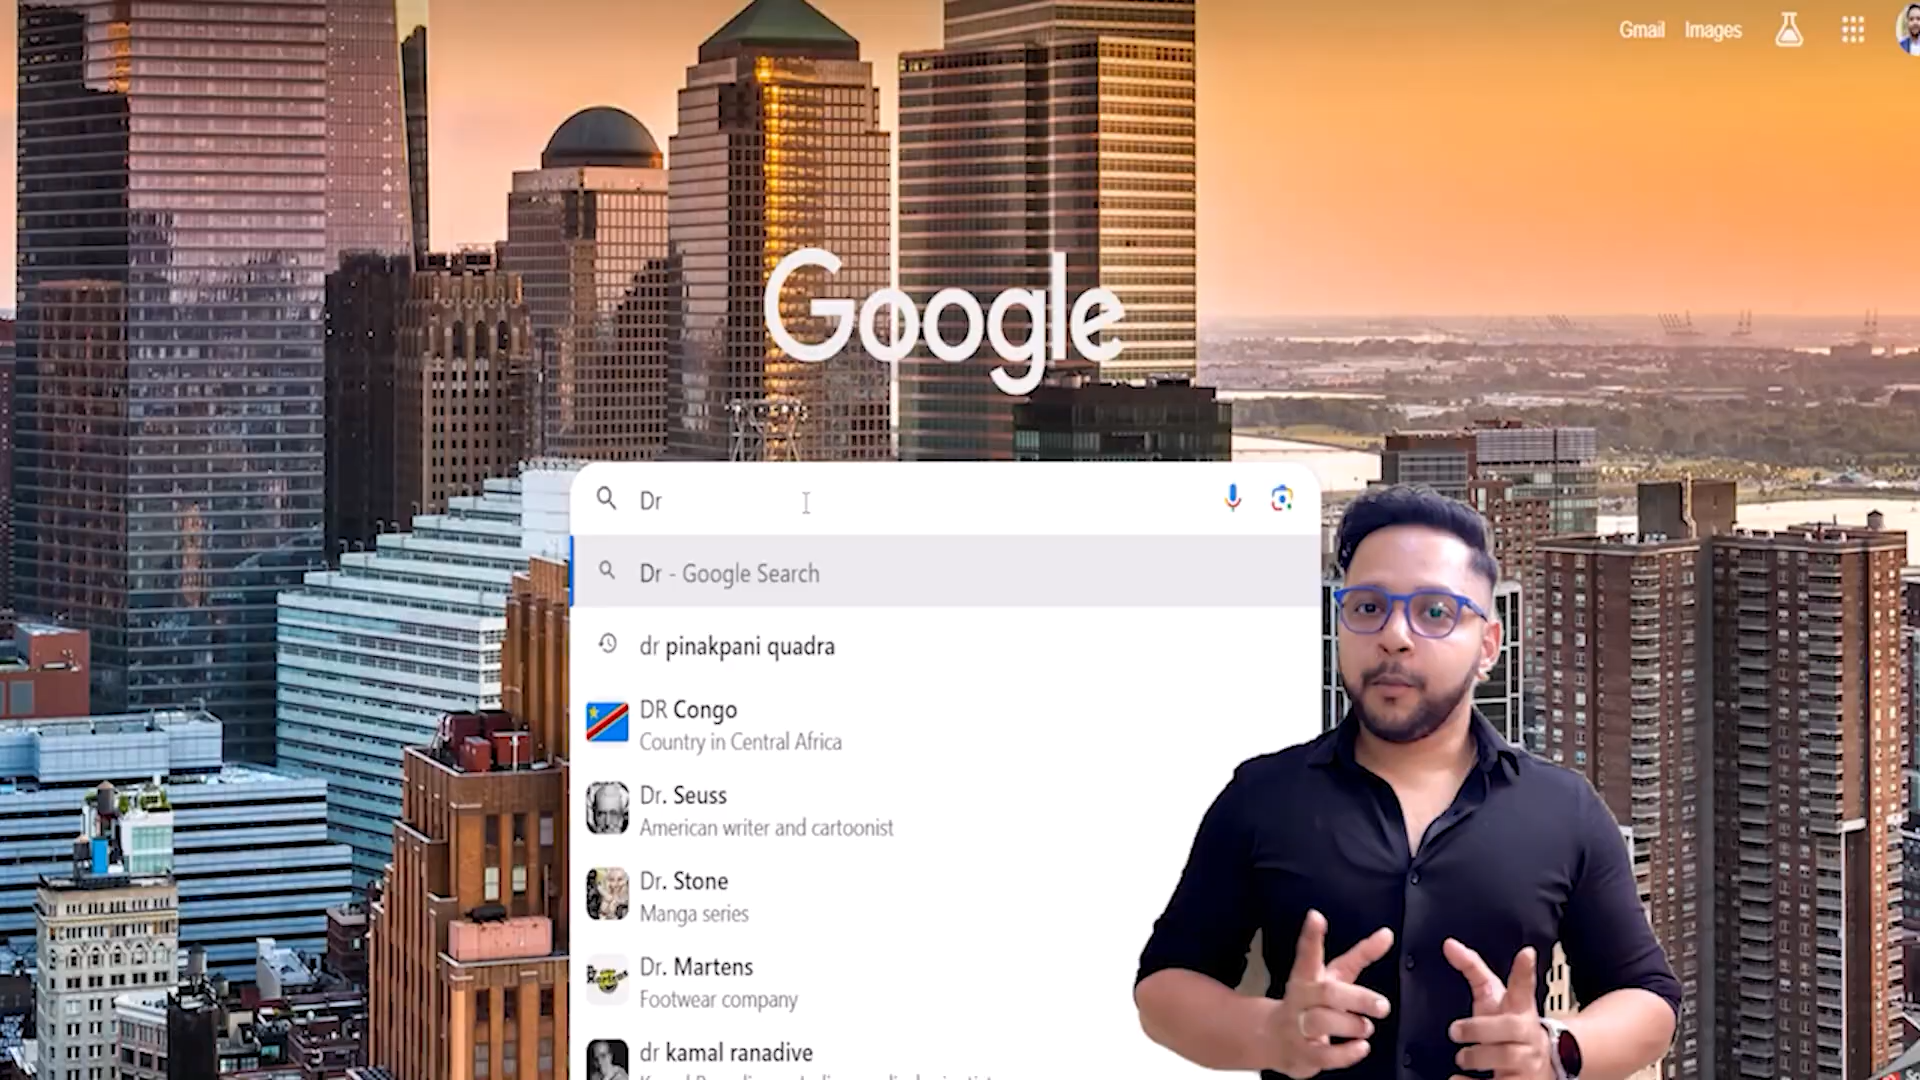 Gmail Images
Google
Dr
Dr - Google Search
dr pinakpani quadra
DR Congo
Country in Central Africa
Dr. Seuss
American writer and cartoonist
Dr. Stone
Manga series
Dr. Martens
Footwear company
dr kamal ranadive